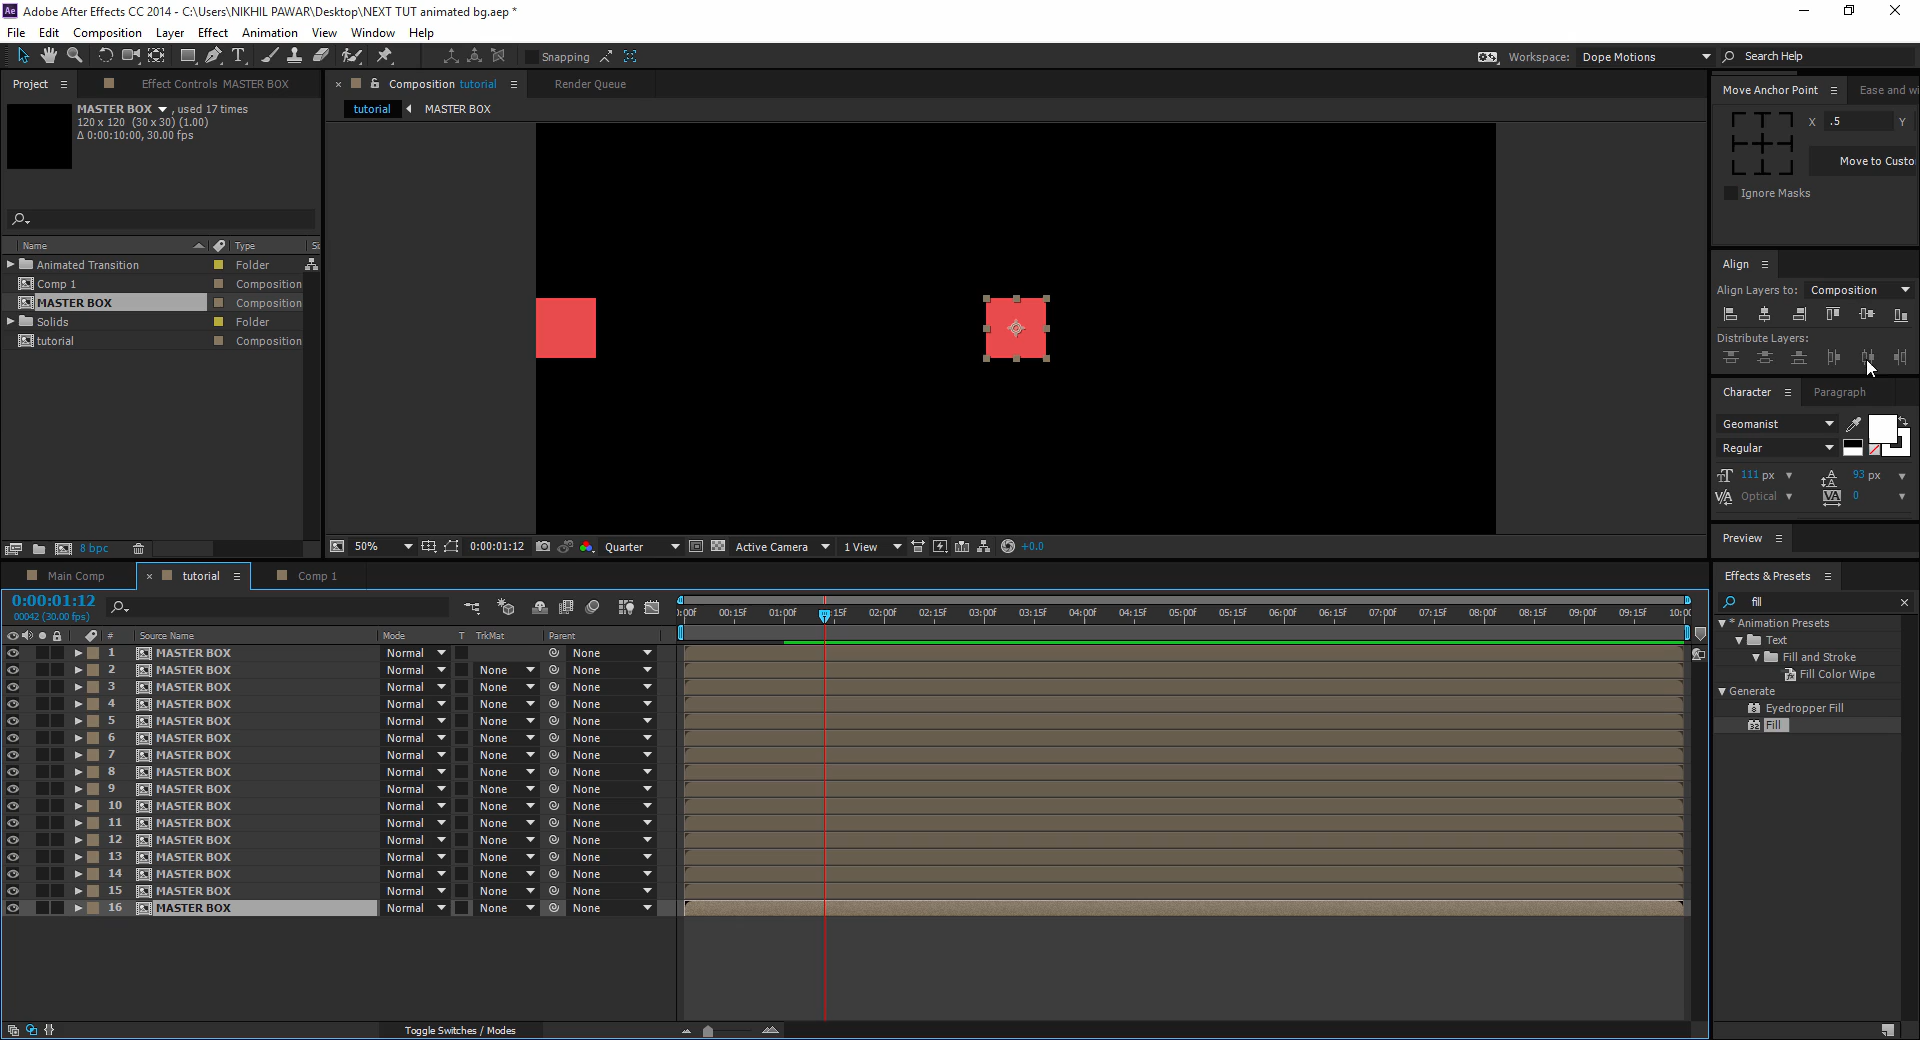 Adobe After Effects CC 2014 - C:\Users\NIKHIL PAWAR\Desktop\NEXT TUT animated bg.aep *
File Edit Composition Layer Effect Animation View Window Help
Snapping
Workspace: Dope Motions Search Help
Project Effect Controls MASTER BOX
Composition tutorial Render Queue
tutorial MASTER BOX
MASTER BOX , used 17 times
120 x 120 (30 x 30) (1.00)
Δ 0:00:10:00, 30.00 fps
Name Type
Animated Transition Folder
Comp 1 Composition
MASTER BOX Composition
Solids Folder
tutorial Composition
8 bpc
50% 0:00:01:12 Quarter Active Camera 1 View +0.0
Move Anchor Point Ease and wi
X .5 Y
Move to Custo
Ignore Masks
Align
Align Layers to: Composition
Distribute Layers:
Character Paragraph
Geomanist
Regular
111 px 93 px
Optical 0
Preview
Effects & Presets
fill
* Animation Presets
Text
Fill and Stroke
Fill Color Wipe
Generate
Eyedropper Fill
Fill
Main Comp tutorial Comp 1
0:00:01:12
00042 (30.00 fps)
:00f 00:15f 01:00f :15f 02:00f 02:15f 03:00f 03:15f 04:00f 04:15f 05:00f 05:15f 06:00f 06:15f 07:00f 07:15f 08:00f 08:15f 09:00f 09:15f 10:00
# Source Name Mode T TrkMat Parent
1 MASTER BOX Normal None
2 MASTER BOX Normal None None
3 MASTER BOX Normal None None
4 MASTER BOX Normal None None
5 MASTER BOX Normal None None
6 MASTER BOX Normal None None
7 MASTER BOX Normal None None
8 MASTER BOX Normal None None
9 MASTER BOX Normal None None
10 MASTER BOX Normal None None
11 MASTER BOX Normal None None
12 MASTER BOX Normal None None
13 MASTER BOX Normal None None
14 MASTER BOX Normal None None
15 MASTER BOX Normal None None
16 MASTER BOX Normal None None
Toggle Switches / Modes